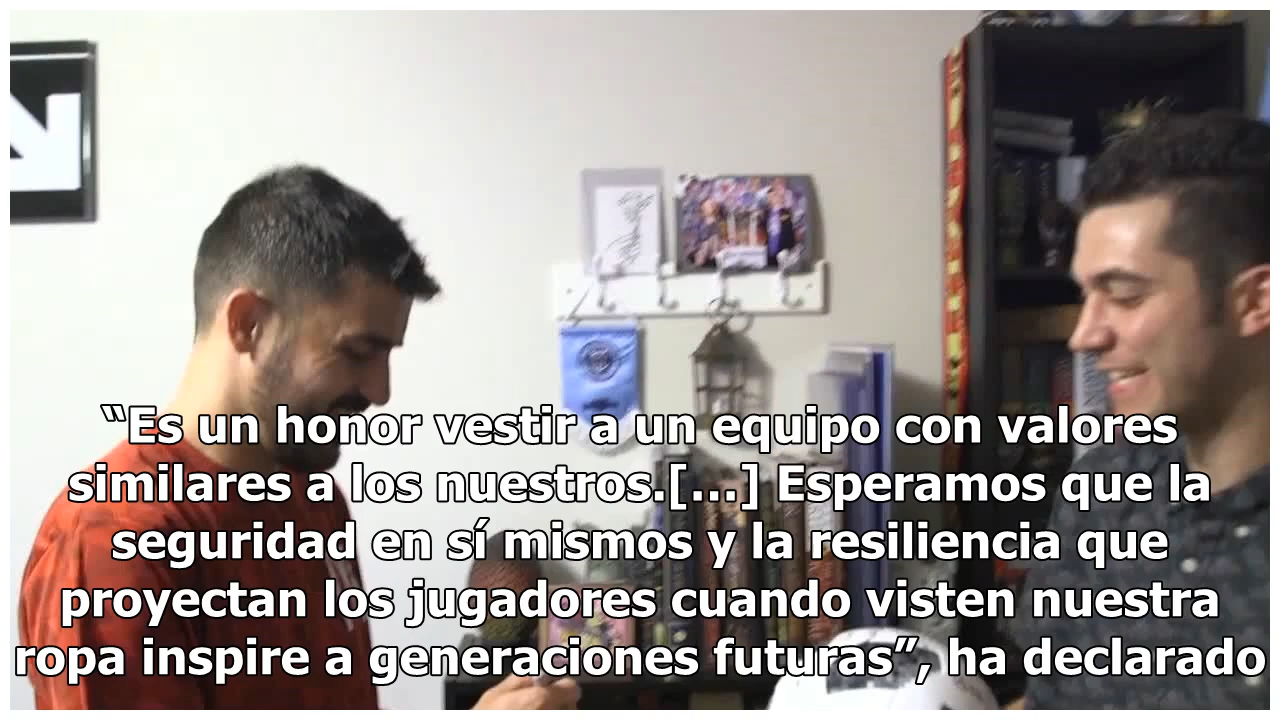 “Es un honor vestir a un equipo con valores
similares a los nuestros.[...] Esperamos que la
seguridad en sí mismos y la resiliencia que
proyectan los jugadores cuando visten nuestra
ropa inspire a generaciones futuras”, ha declarado